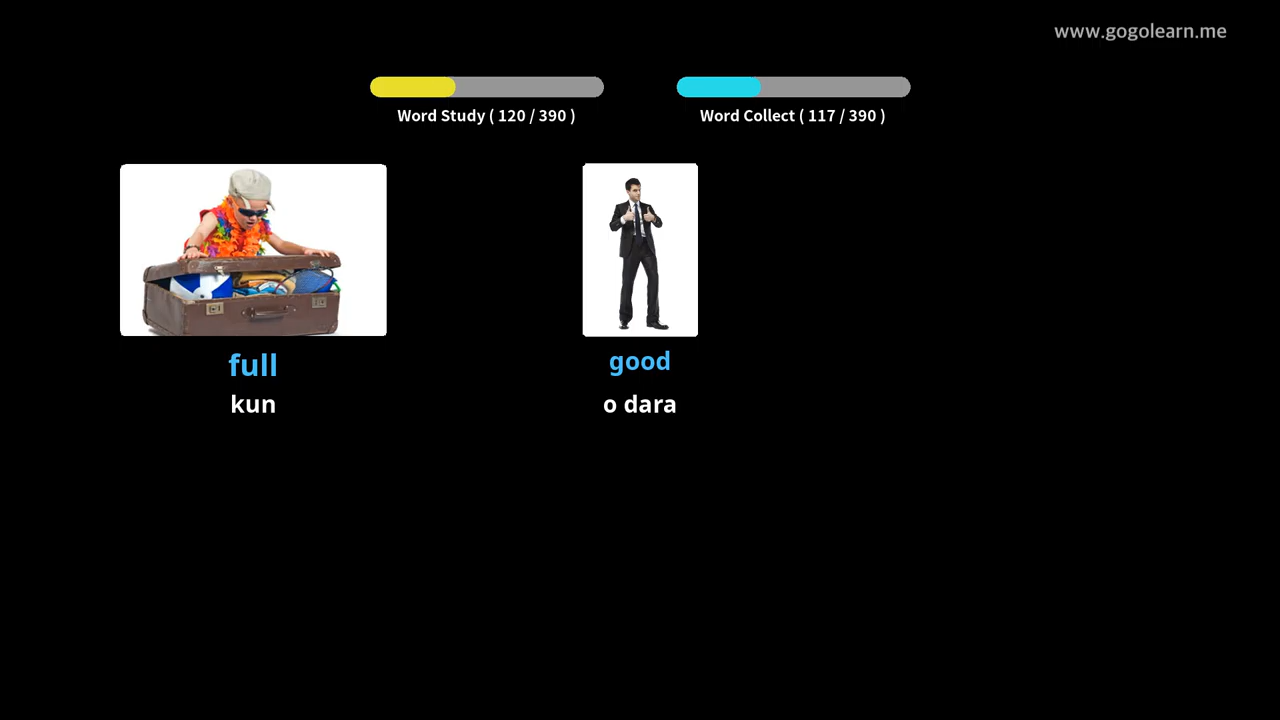 www.gogolearn.me
Word Study ( 120 / 390 )
Word Collect ( 117 / 390 )
full
kun
good
o dara